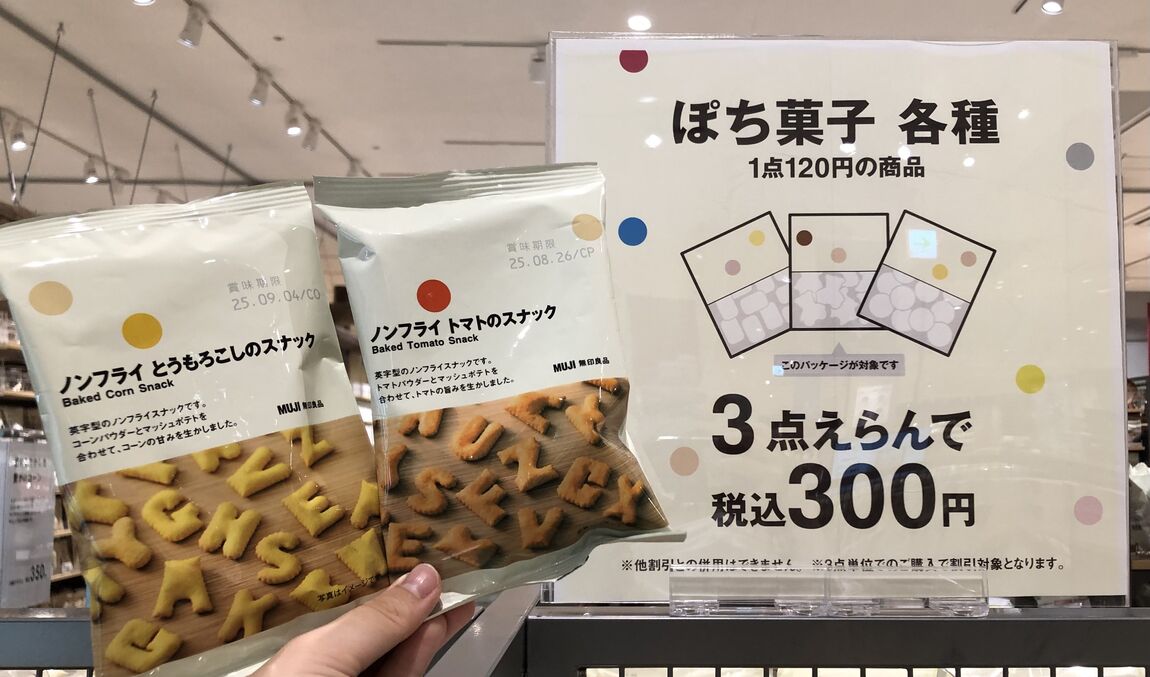 賞味期限
25.09.04/CO
ノンフライ とうもろこしのスナック
Baked Corn Snack
英字型のノンフライスナックです。
コーンパウダーとマッシュポテトを
合わせて、コーンの甘みを生かしました。
MUJI 無印良品
写真はイメージで
賞味期限
25.08.26/CP
ノンフライ トマトのスナック
Baked Tomato Snack
英字型のノンフライスナックです。
トマトパウダーとマッシュポテトを
合わせて、トマトの旨みを生かしました。
MUJI 無印良品
ぽち菓子 各種
1点120円の商品
このパッケージが対象です
3点えらんで
税込300円
※他割引との併用はできません。 ※3点単位でのご購入で割引対象となります。
350